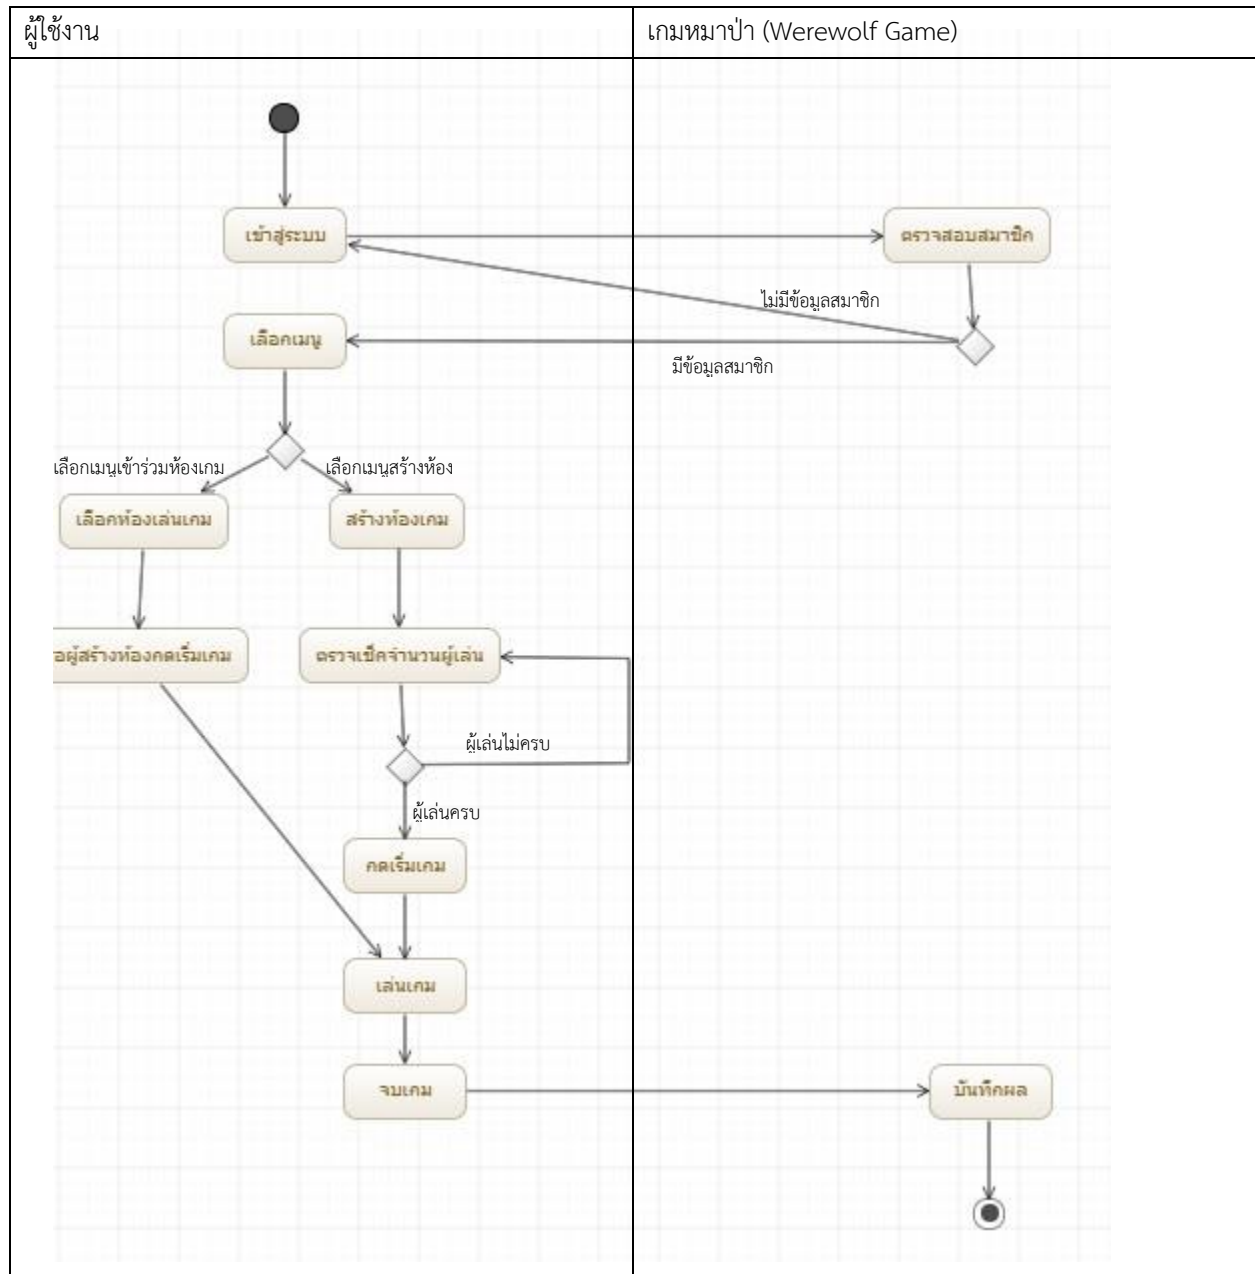 ผู้ใช้งาน
เกมหมาป่า (Werewolf Game)
เข้าสู่ระบบ
ตรวจสอบสมาชิก
ไม่มีข้อมูลสมาชิก
เลือกเมนู
มีข้อมูลสมาชิก
เลือกเมนูเข้าร่วมห้องเกม
เลือกเมนูสร้างห้อง
เลือกห้องเล่นเกม
สร้างห้องเกม
อผู้สร้างห้องกดเริ่มเกม
ตรวจเช็คจำนวนผู้เล่น
ผู้เล่นไม่ครบ
ผู้เล่นครบ
กดเริ่มเกม
เล่นเกม
จบเกม
บันทึกผล